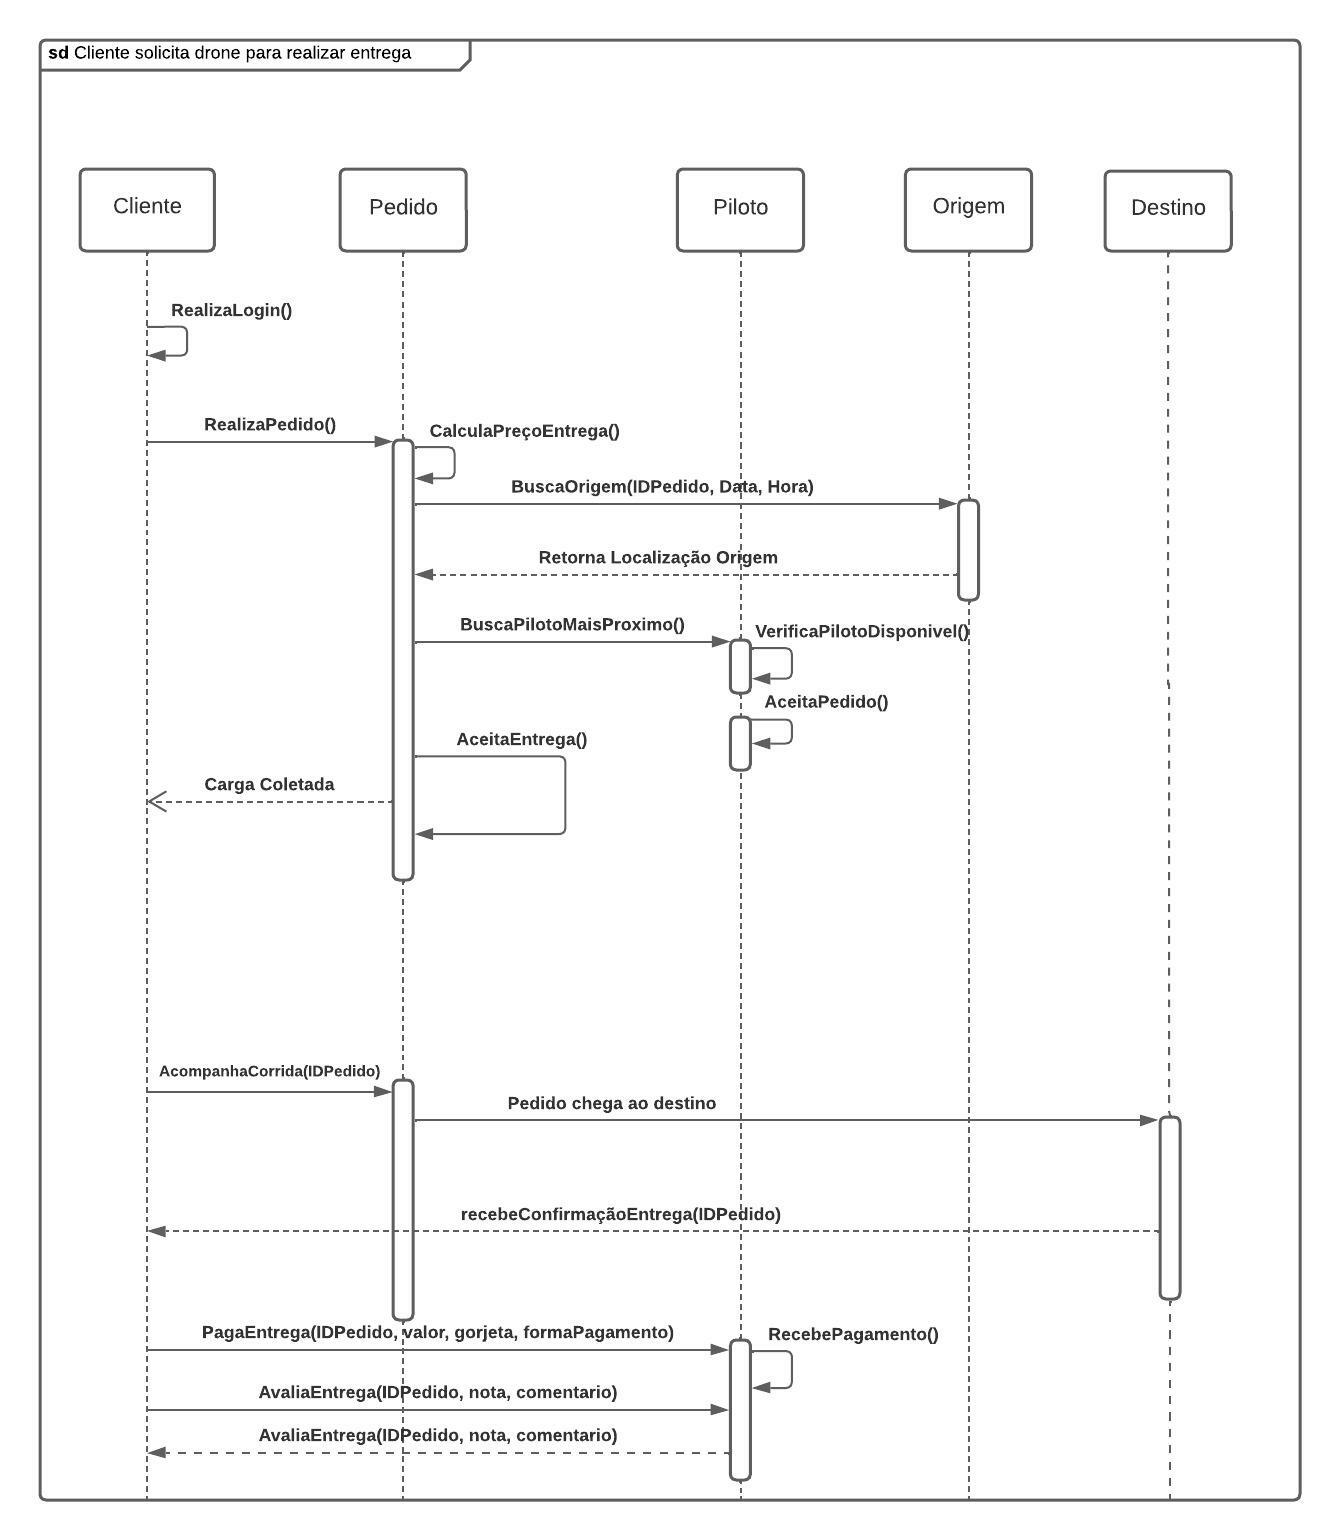 sd Cliente solicita drone para realizar entrega
Cliente
Pedido
Piloto
Origem
Destino
RealizaLogin()
RealizaPedido()
CalculaPreçoEntrega()
BuscaOrigem(IDPedido, Data, Hora)
Retorna Localização Origem
BuscaPilotoMaisProximo()
VerificaPilotoDisponivel()
AceitaPedido()
AceitaEntrega()
Carga Coletada
AcompanhaCorrida(IDPedido)
Pedido chega ao destino
recebeConfirmaçãoEntrega(IDPedido)
PagaEntrega(IDPedido, valor, gorjeta, formaPagamento)
RecebePagamento()
AvaliaEntrega(IDPedido, nota, comentario)
AvaliaEntrega(IDPedido, nota, comentario)